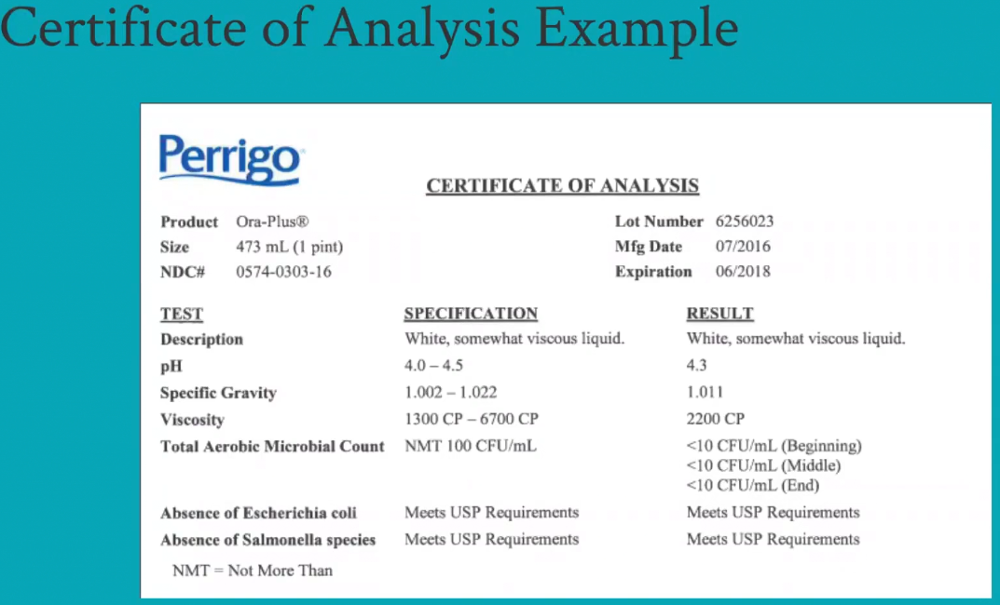 Certificate of Analysis Example
Perrigo
CERTIFICATE OF ANALYSIS
Product Ora-Plus® Lot Number 6256023
Size 473 mL (1 pint) Mfg Date 07/2016
NDC# 0574-0303-16 Expiration 06/2018
TEST SPECIFICATION RESULT
Description White, somewhat viscous liquid. White, somewhat viscous liquid.
pH 4.0 – 4.5 4.3
Specific Gravity 1.002 – 1.022 1.011
Viscosity 1300 CP – 6700 CP 2200 CP
Total Aerobic Microbial Count NMT 100 CFU/mL <10 CFU/mL (Beginning)
<10 CFU/mL (Middle)
<10 CFU/mL (End)
Absence of Escherichia coli Meets USP Requirements Meets USP Requirements
Absence of Salmonella species Meets USP Requirements Meets USP Requirements
NMT = Not More Than